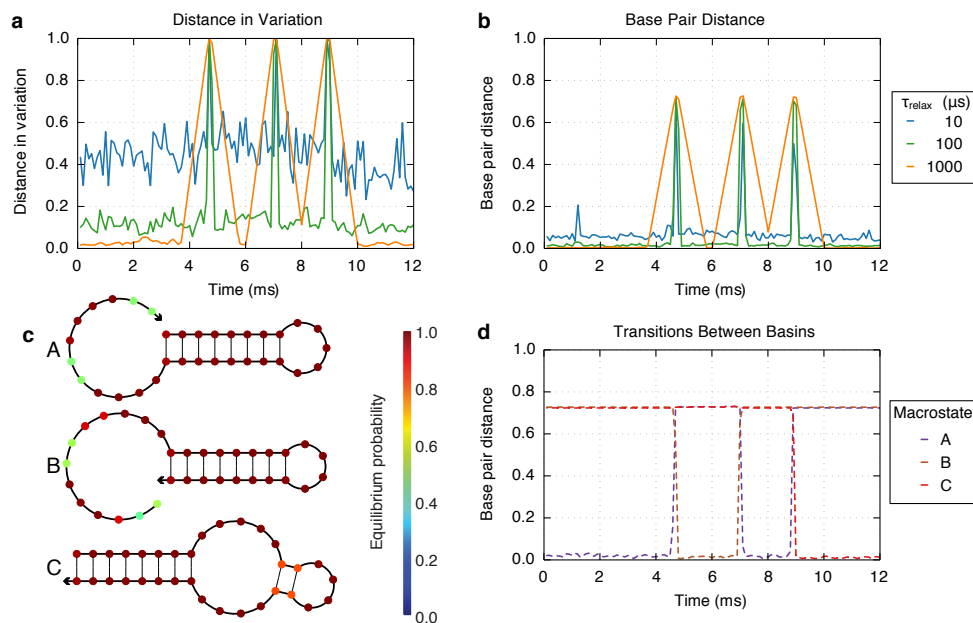 a
Distance in Variation
1.0
0.8
0.6
0.4
0.2
0.0
Distance in variation
0 2 4 6 8 10 12
Time (ms)
b
Base Pair Distance
1.0
0.8
0.6
0.4
0.2
0.0
Base pair distance
0 2 4 6 8 10 12
Time (ms)
τrelax (μs)
10
100
1000
c
A
B
C
Equilibrium probability
1.0
0.8
0.6
0.4
0.2
0.0
d
Transitions Between Basins
1.0
0.8
0.6
0.4
0.2
0.0
Base pair distance
0 2 4 6 8 10 12
Time (ms)
Macrostate
A
B
C